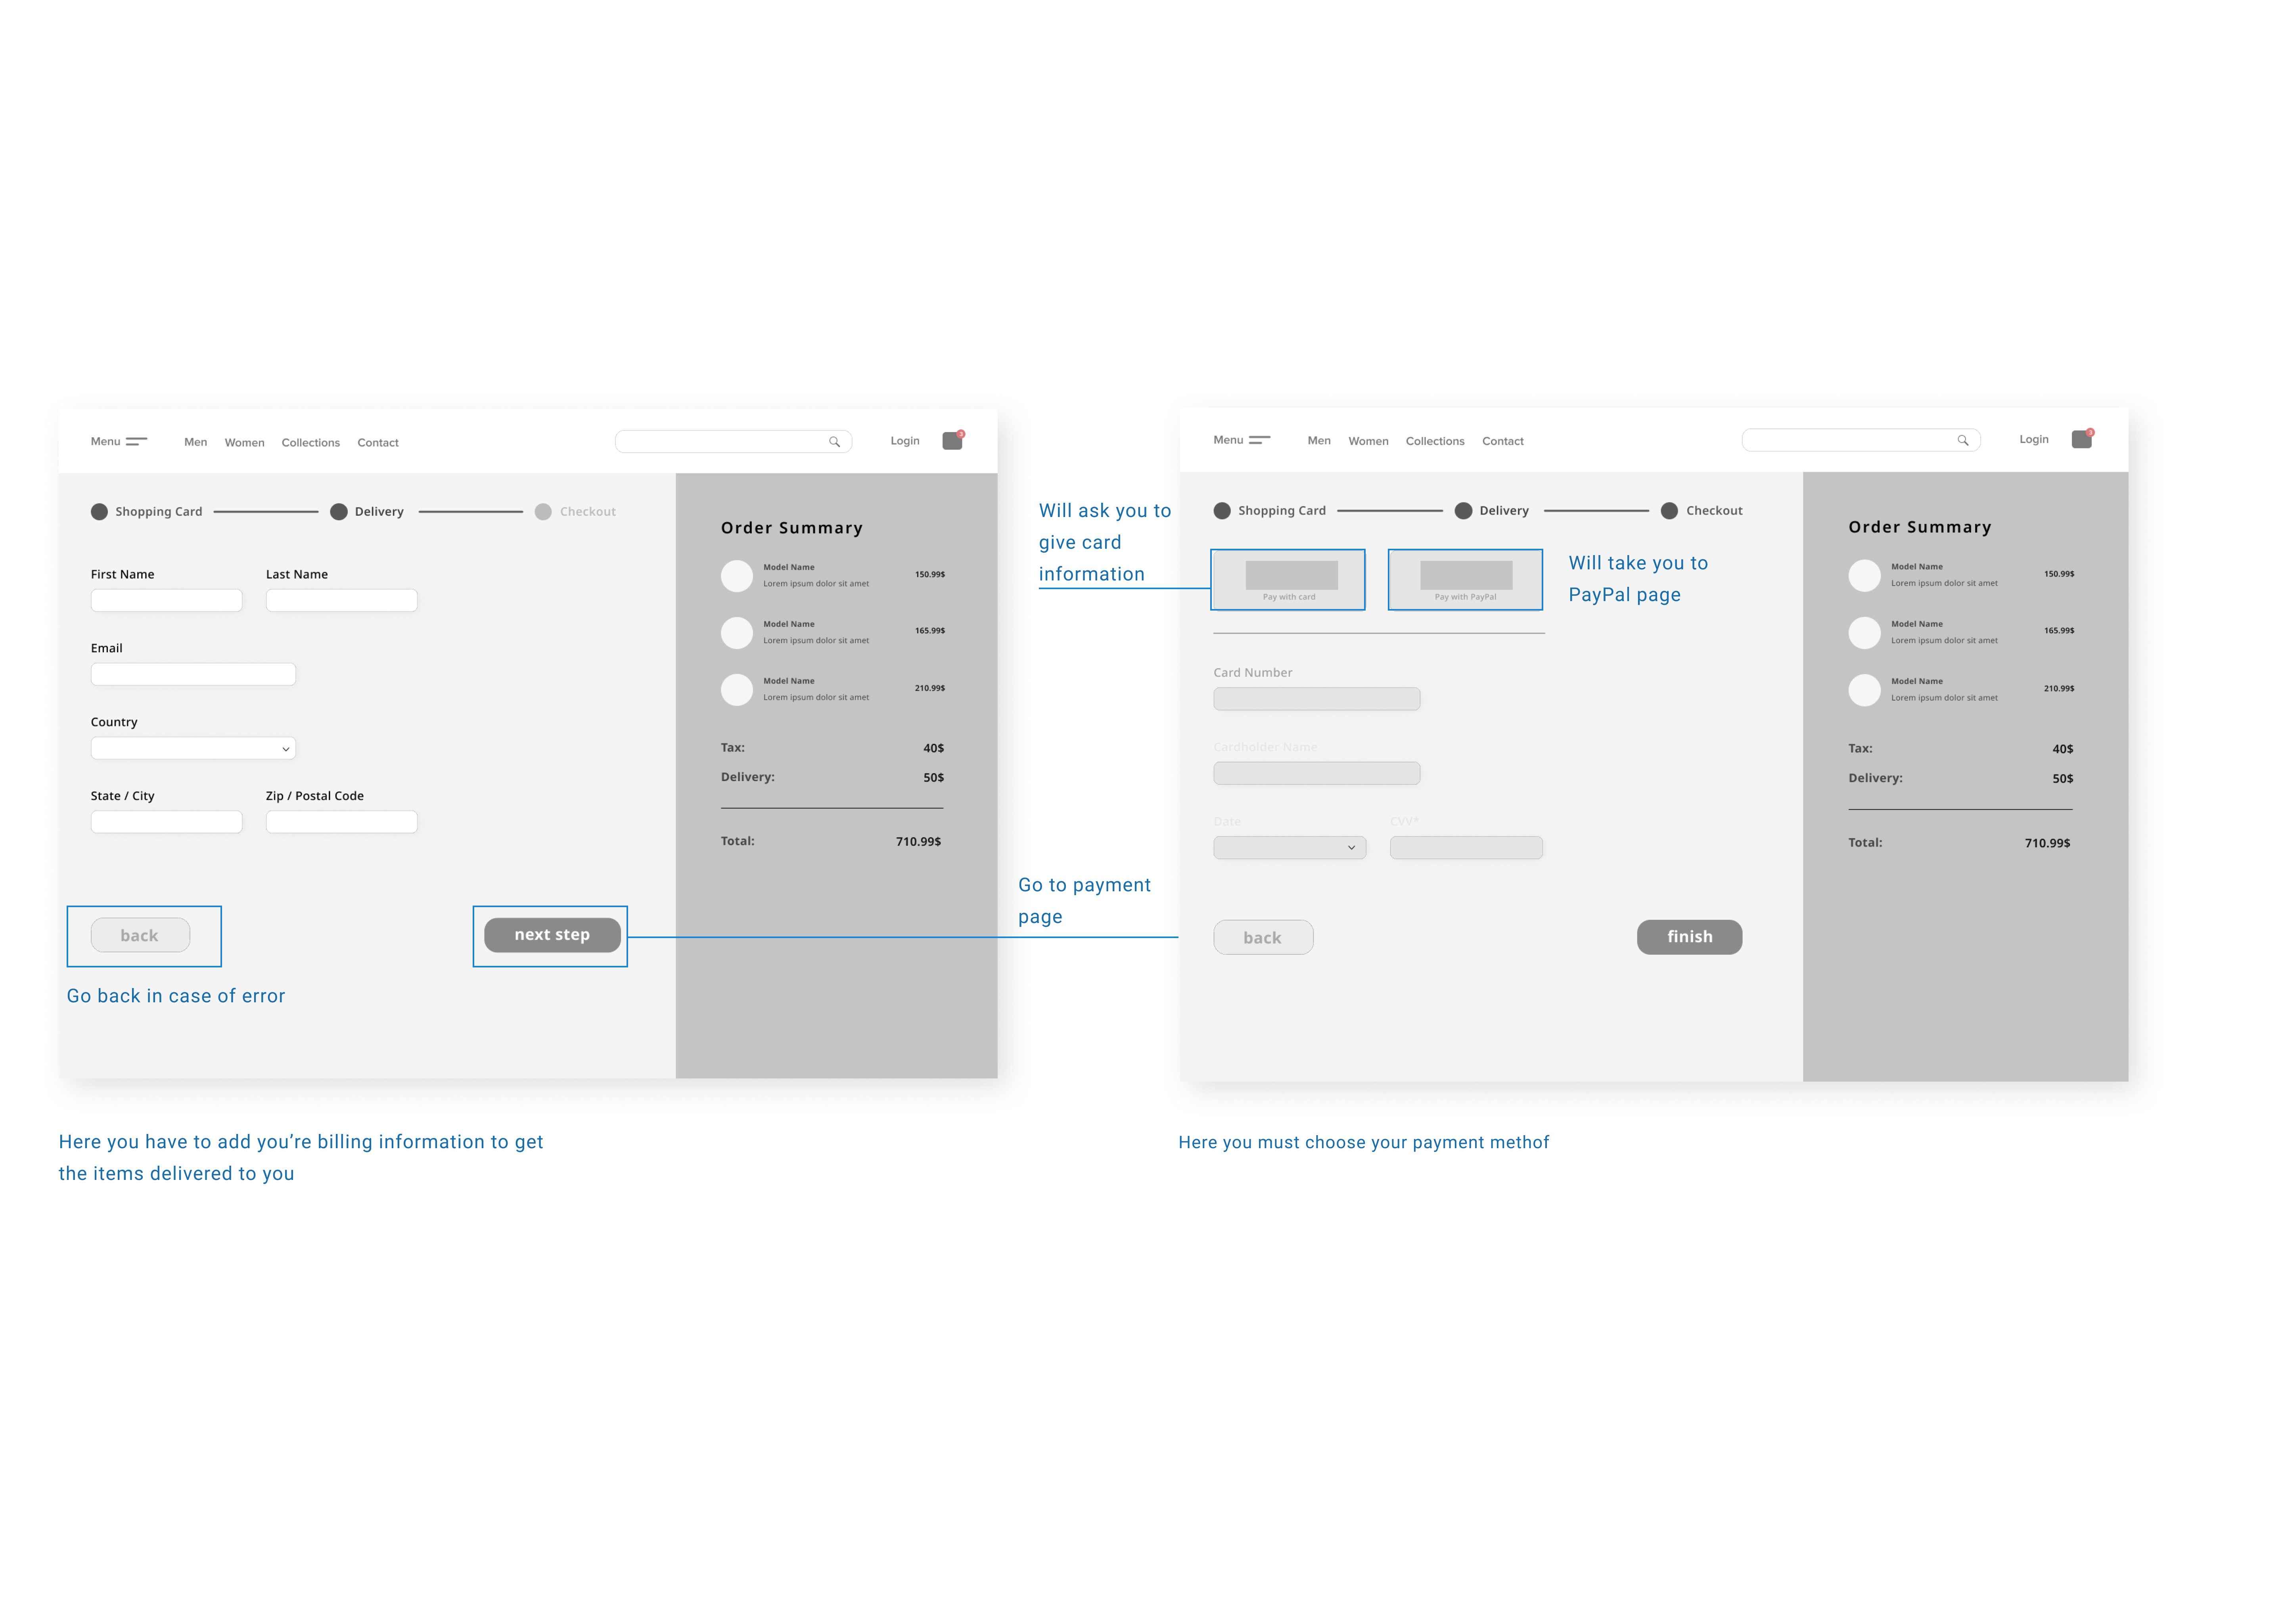 Menu Men Women Collections Contact Login 3
Shopping Card Delivery Checkout
First Name Last Name
Email
Country
State / City Zip / Postal Code
back next step
Go back in case of error
Order Summary
Model Name
Lorem ipsum dolor sit amet 150.99$
Model Name
Lorem ipsum dolor sit amet 165.99$
Model Name
Lorem ipsum dolor sit amet 210.99$
Tax: 40$
Delivery: 50$
Total: 710.99$
Here you have to add you’re billing information to get
the items delivered to you
Will ask you to
give card
information
Go to payment
page
Menu Men Women Collections Contact Login 3
Shopping Card Delivery Checkout
Pay with card Pay with PayPal
Will take you to
PayPal page
Card Number
Cardholder Name
Date CVV*
back finish
Order Summary
Model Name
Lorem ipsum dolor sit amet 150.99$
Model Name
Lorem ipsum dolor sit amet 165.99$
Model Name
Lorem ipsum dolor sit amet 210.99$
Tax: 40$
Delivery: 50$
Total: 710.99$
Here you must choose your payment methof